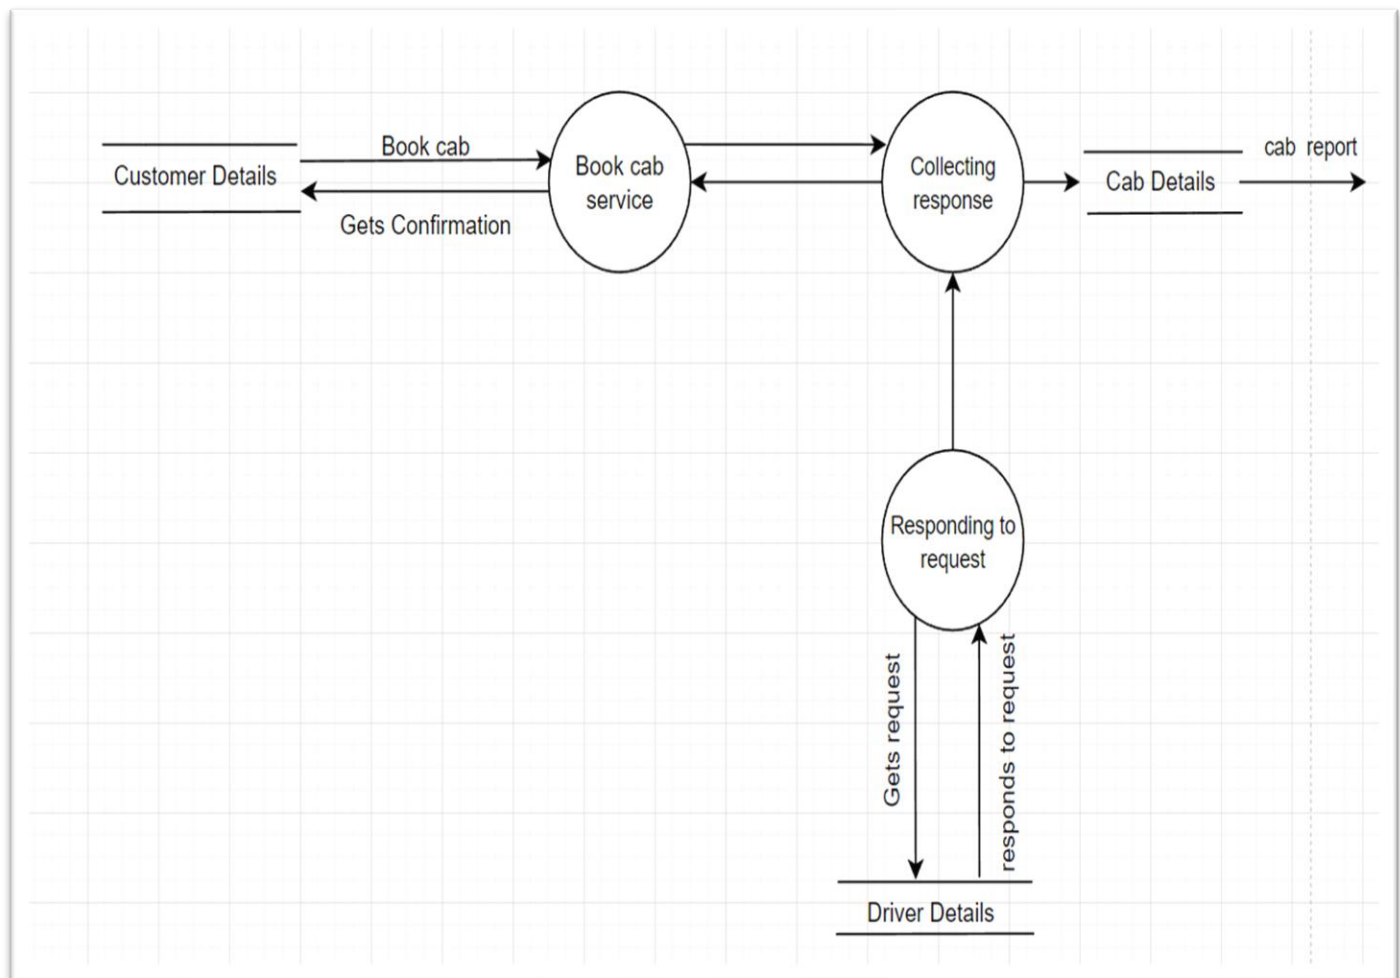 Book cab
Customer Details
Gets Confirmation
Book cab
service
Collecting
response
Cab Details
cab report
Responding to
request
Gets request
responds to request
Driver Details